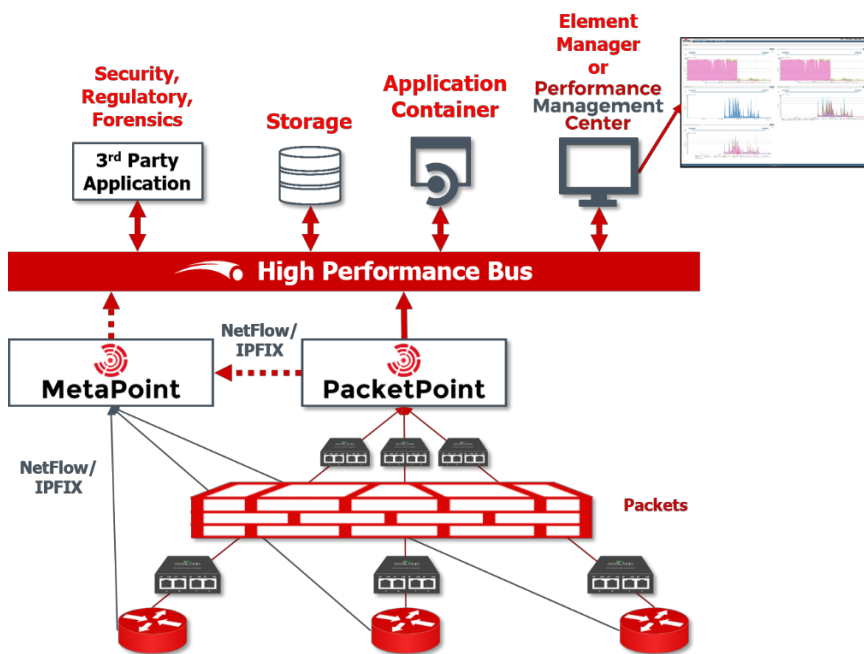 Element
Manager
or
Performance
Management
Center
Security,
Regulatory,
Forensics
Application
Container
Storage
3rd Party
Application
High Performance Bus
NetFlow/
IPFIX
MetaPoint
PacketPoint
NetFlow/
IPFIX
Packets